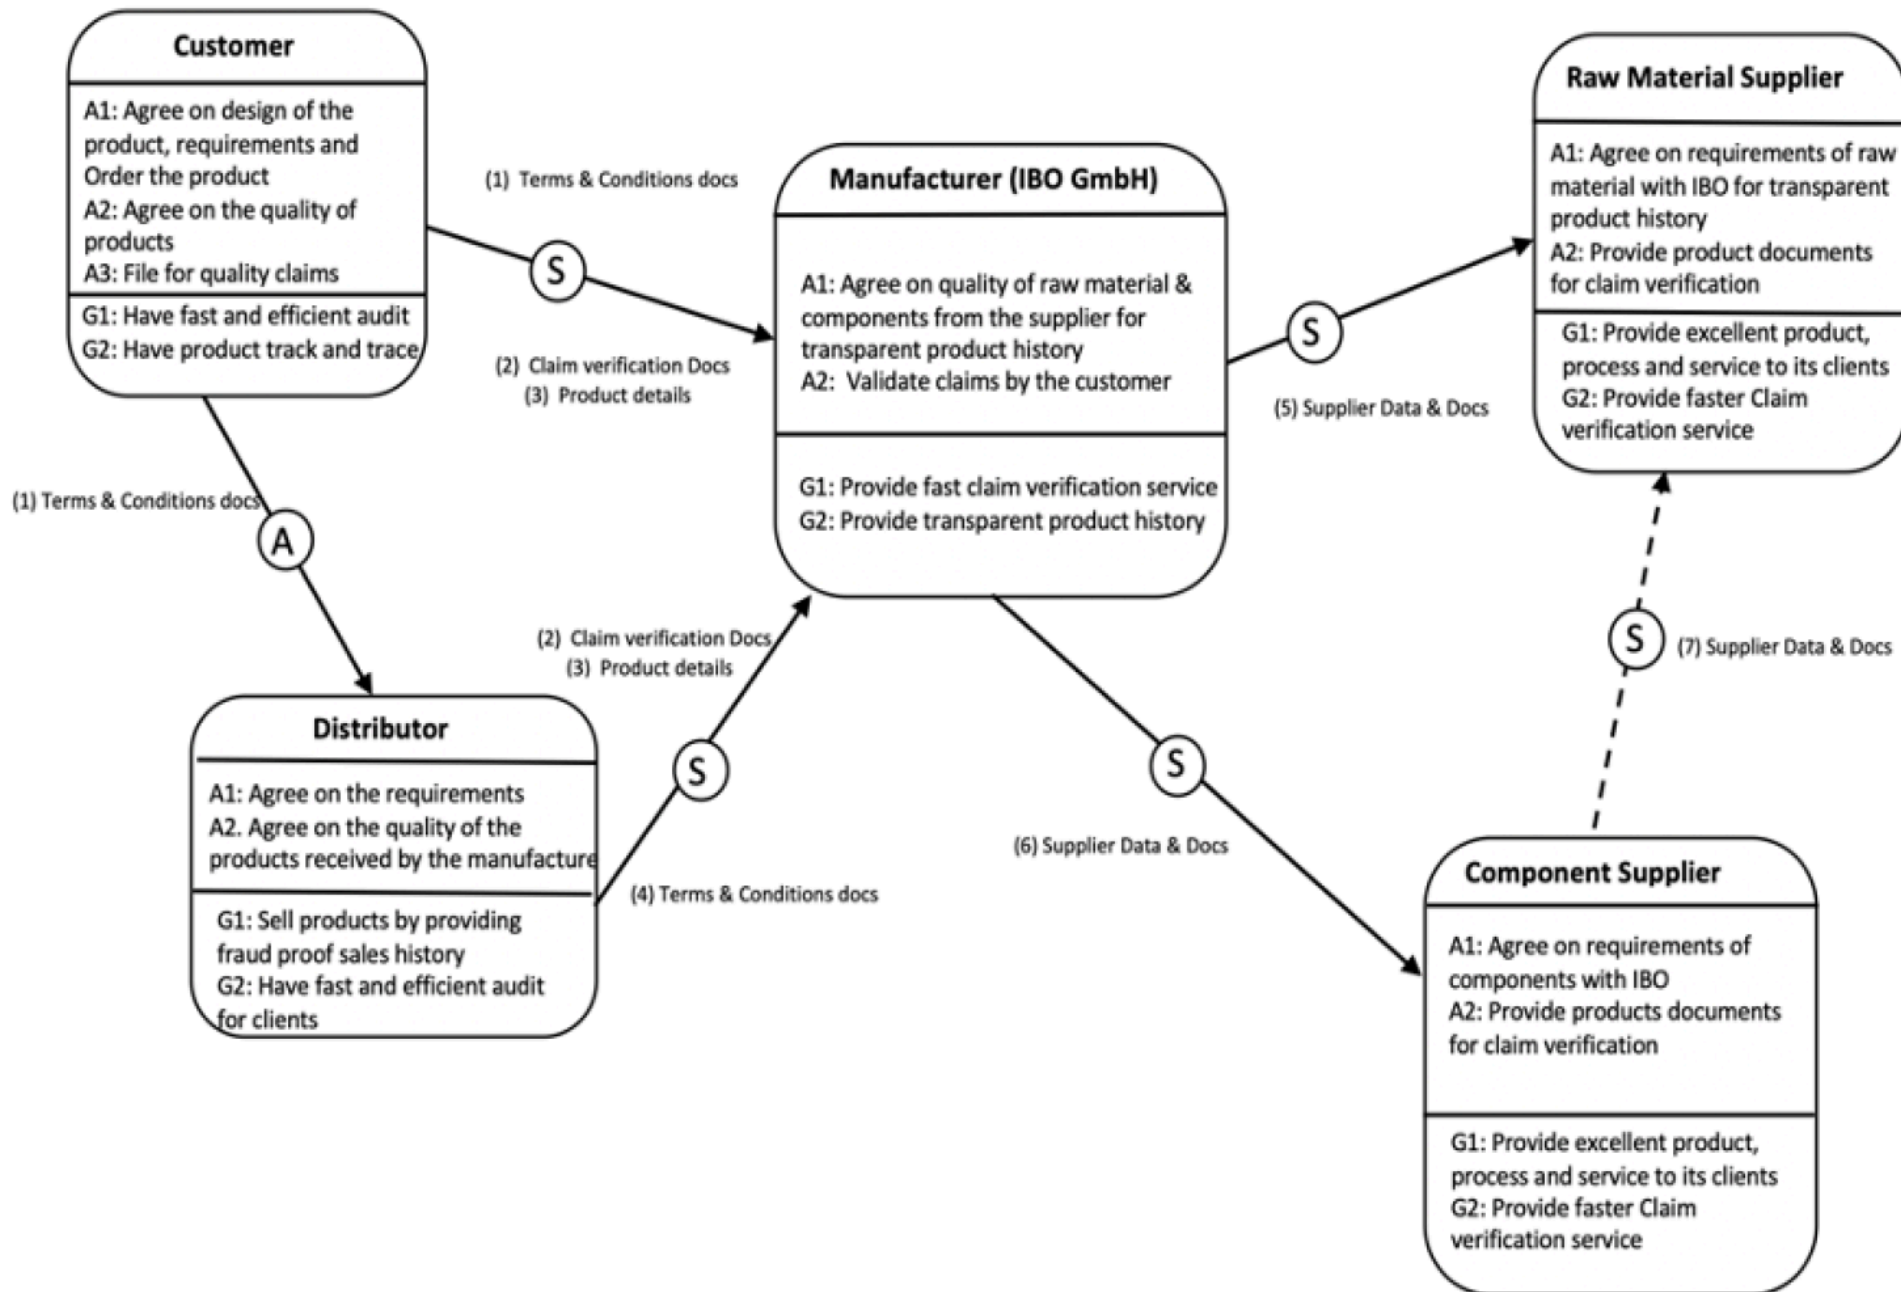 Customer
A1: Agree on design of the
product, requirements and
Order the product
A2: Agree on the quality of
products
A3: File for quality claims
G1: Have fast and efficient audit
G2: Have product track and trace
(1) Terms & Conditions docs
S
(2) Claim verification Docs
(3) Product details
Manufacturer (IBO GmbH)
A1: Agree on quality of raw material &
components from the supplier for
transparent product history
A2: Validate claims by the customer
G1: Provide fast claim verification service
G2: Provide transparent product history
S
(5) Supplier Data & Docs
Raw Material Supplier
A1: Agree on requirements of raw
material with IBO for transparent
product history
A2: Provide product documents
for claim verification
G1: Provide excellent product,
process and service to its clients
G2: Provide faster Claim
verification service
(1) Terms & Conditions docs
A
Distributor
A1: Agree on the requirements
A2. Agree on the quality of the
products received by the manufacture
G1: Sell products by providing
fraud proof sales history
G2: Have fast and efficient audit
for clients
(2) Claim verification Docs
(3) Product details
S
(4) Terms & Conditions docs
S
(6) Supplier Data & Docs
S
(7) Supplier Data & Docs
Component Supplier
A1: Agree on requirements of
components with IBO
A2: Provide products documents
for claim verification
G1: Provide excellent product,
process and service to its clients
G2: Provide faster Claim
verification service